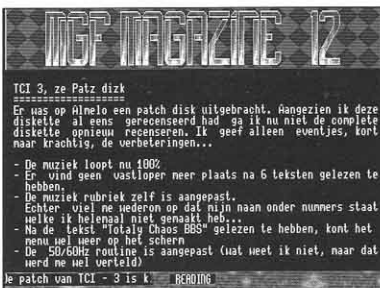 MGF MAGAZINE 12
TCI 3, ze Patz dizk
===================
Er was op Almelo een patch disk uitgebracht. Aangezien ik deze
diskette al eens gerecenseerd had ga ik nu niet de complete
diskette opnieuw recenseren. Ik geef alleen eventjes, kort
maar krachtig, de verbeteringen...
- De muziek loopt nu 100%
- Er vind geen vastloper meer plaats na 6 teksten gelezen te
hebben.
- De muziek rubriek zelf is aangepast.
Echter viel me wederon op dat mijn naam onder nummers staat
welke ik helemaal niet gemaakt heb...
- Na de tekst "Totaly Chaos BBS" gelezen te hebben, komt het
menu wel weer op het scherm
- De 50/60Hz routine is aangepast (wat weet ik niet, maar dat
werd me wel verteld)
De patch van TCI - 3 is k READING